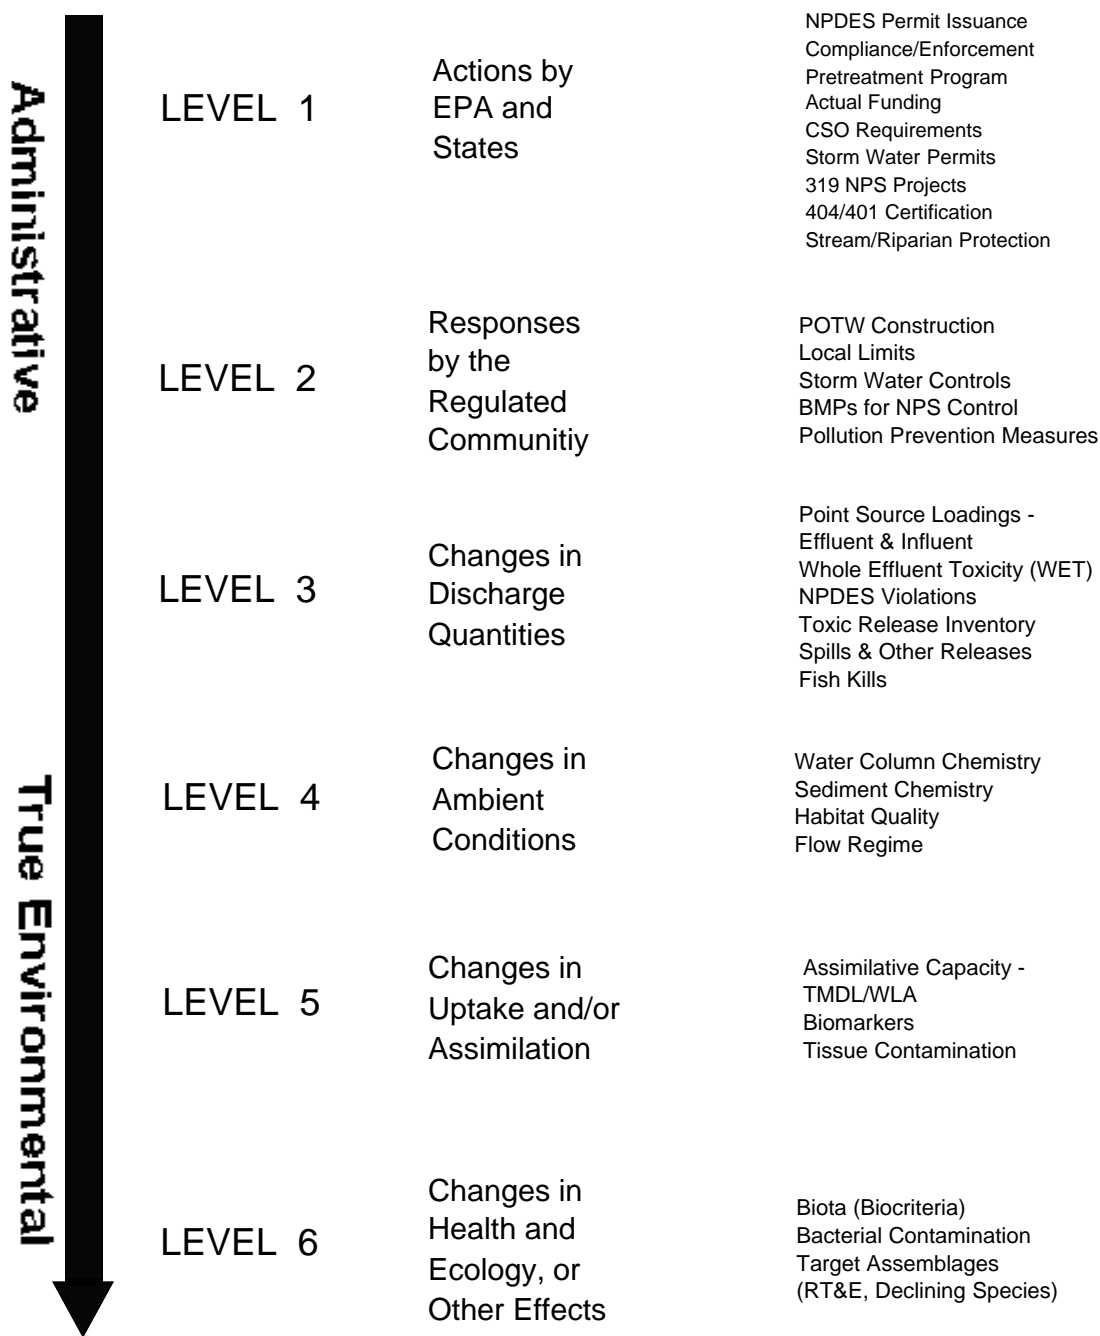 Administrative
True Environmental
LEVEL 1
Actions by
EPA and
States
NPDES Permit Issuance
Compliance/Enforcement
Pretreatment Program
Actual Funding
CSO Requirements
Storm Water Permits
319 NPS Projects
404/401 Certification
Stream/Riparian Protection
LEVEL 2
Responses
by the
Regulated
Communitiy
POTW Construction
Local Limits
Storm Water Controls
BMPs for NPS Control
Pollution Prevention Measures
LEVEL 3
Changes in
Discharge
Quantities
Point Source Loadings -
Effluent & Influent
Whole Effluent Toxicity (WET)
NPDES Violations
Toxic Release Inventory
Spills & Other Releases
Fish Kills
LEVEL 4
Changes in
Ambient
Conditions
Water Column Chemistry
Sediment Chemistry
Habitat Quality
Flow Regime
LEVEL 5
Changes in
Uptake and/or
Assimilation
Assimilative Capacity -
TMDL/WLA
Biomarkers
Tissue Contamination
LEVEL 6
Changes in
Health and
Ecology, or
Other Effects
Biota (Biocriteria)
Bacterial Contamination
Target Assemblages
(RT&E, Declining Species)